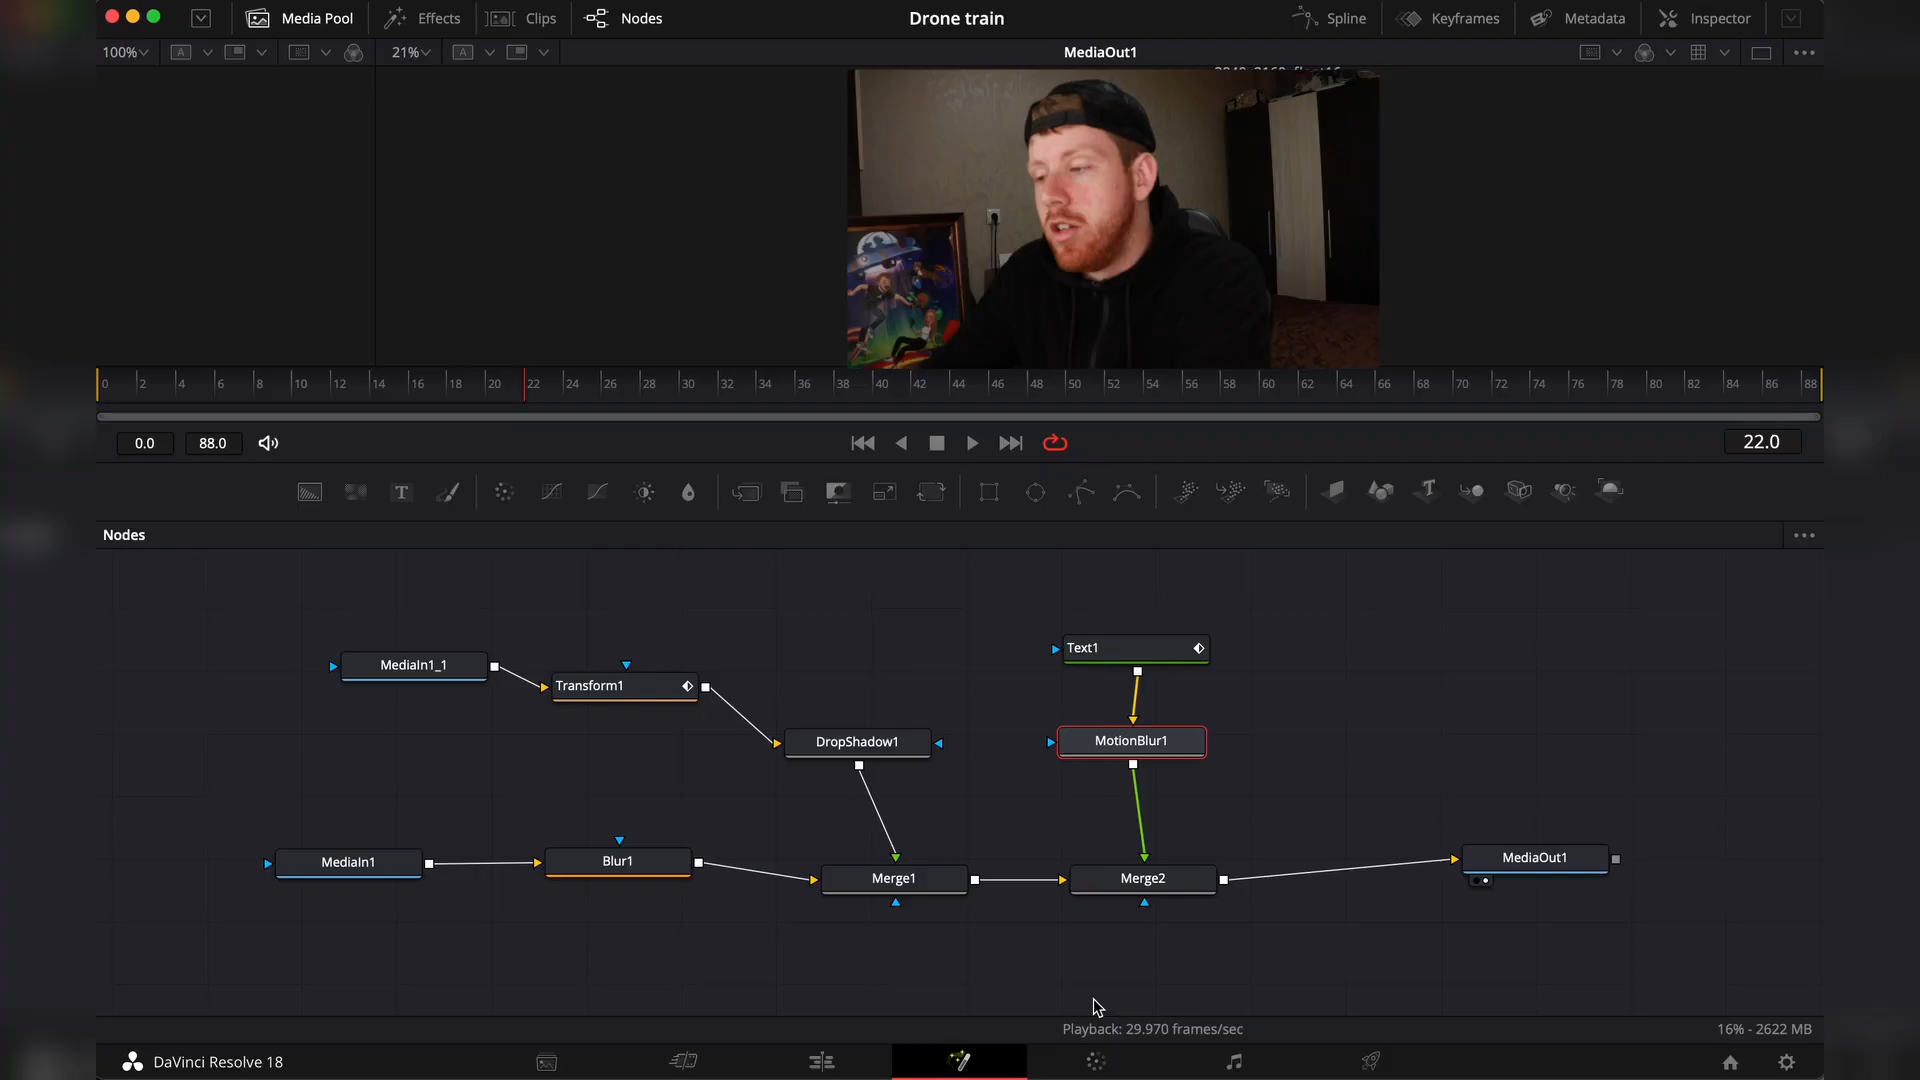 Media Pool
Effects
Clips
Nodes
Drone train
Spline
Keyframes
Metadata
Inspector
100%
A
21%
A
MediaOut1
0 2 4 6 8 10 12 14 16 18 20 22 24 26 28 30 32 34 36 38 40 42 44 46 48 50 52 54 56 58 60 62 64 66 68 70 72 74 76 78 80 82 84 86 88
0.0
88.0
22.0
T
T
Nodes
Text1
MediaIn1_1
Transform1
DropShadow1
MotionBlur1
MediaIn1
Blur1
Merge1
Merge2
MediaOut1
Playback: 29.970 frames/sec
16% - 2622 MB
DaVinci Resolve 18